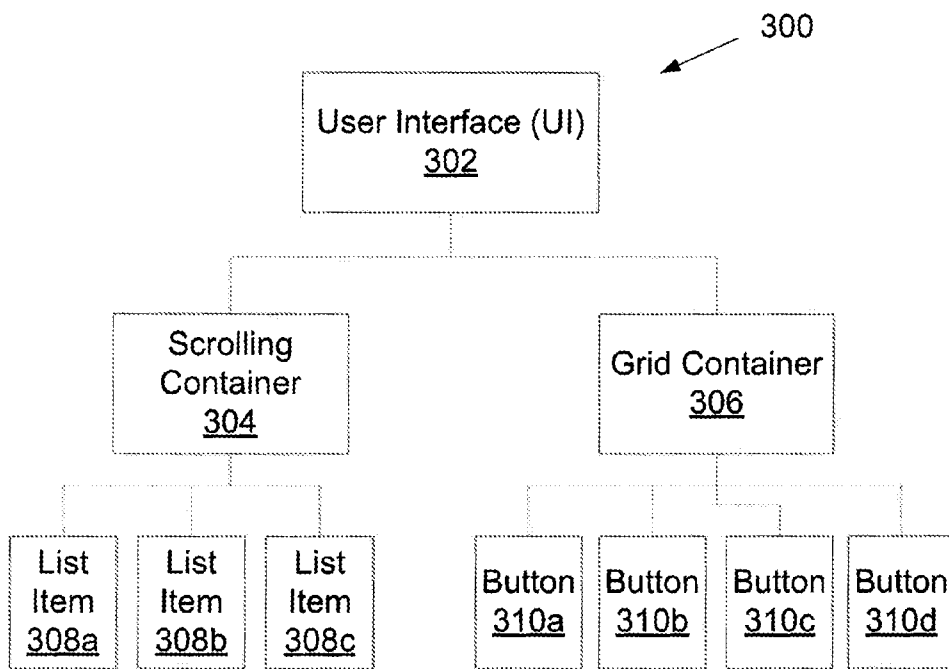 300
User Interface (UI)
302
Scrolling
Container
304
Grid Container
306
List
Item
308a
List
Item
308b
List
Item
308c
Button
310a
Button
310b
Button
310c
Button
310d